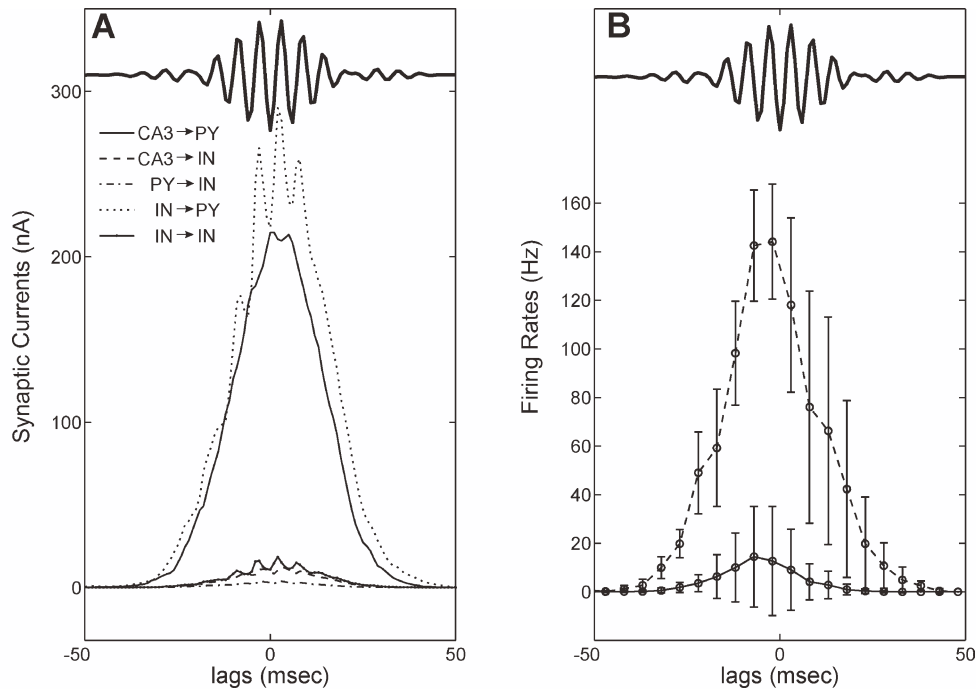 A
300
CA3→PY
CA3→IN
PY→IN
IN→PY
IN→IN
200
100
0
Synaptic Currents (nA)
-50
0
50
lags (msec)
B
160
140
120
100
80
60
40
20
0
Firing Rates (Hz)
-50
0
50
lags (msec)